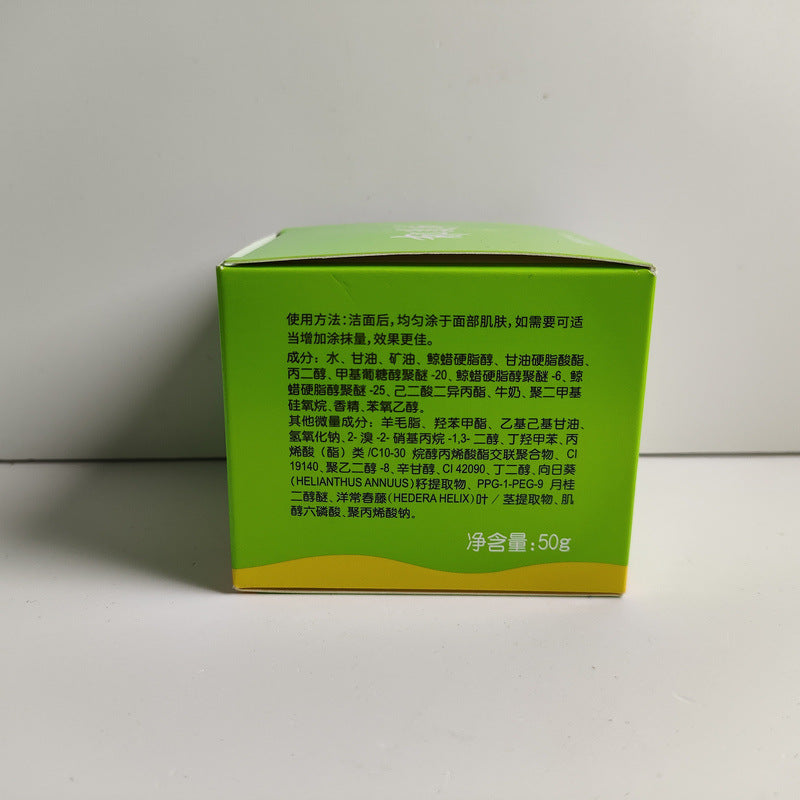 使用方法：洁面后，均匀涂于面部肌肤，如需要可适
当增加涂抹量，效果更佳。
成分：水、甘油、矿油、鲸蜡硬脂醇、甘油硬脂酸酯、
丙二醇、甲基葡糖醇聚醚-20、鲸蜡硬脂醇聚醚-6、鲸
蜡硬脂醇聚醚-25、己二酸二异丙酯、牛奶、聚二甲基
硅氧烷、香精、苯氧乙醇。
其他微量成分：羊毛脂、羟苯甲酯、乙基己基甘油、
氢氧化钠、2-溴-2-硝基丙烷-1,3-二醇、丁羟甲苯、丙
烯酸（酯）类/C10-30 烷醇丙烯酸酯交联聚合物、CI
19140、聚乙二醇-8、辛甘醇、CI 42090、丁二醇、向日葵
(HELIANTHUS ANNUUS)籽提取物、PPG-1-PEG-9 月桂
二醇醚、洋常春藤(HEDERA HELIX)叶／茎提取物、肌
醇六磷酸、聚丙烯酸钠。
净含量：50g